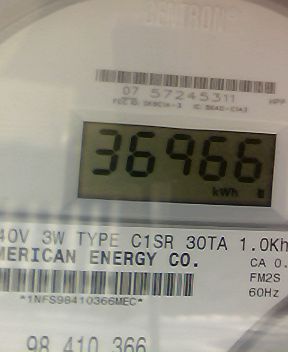 CENTRON
07 57245311
36966
kWh
40V 3W TYPE C1SR 30TA 1.0Kh
MERICAN ENERGY CO.
CA 0.
FM2S
60Hz
*1NFS98410366MEC*
98 410 366